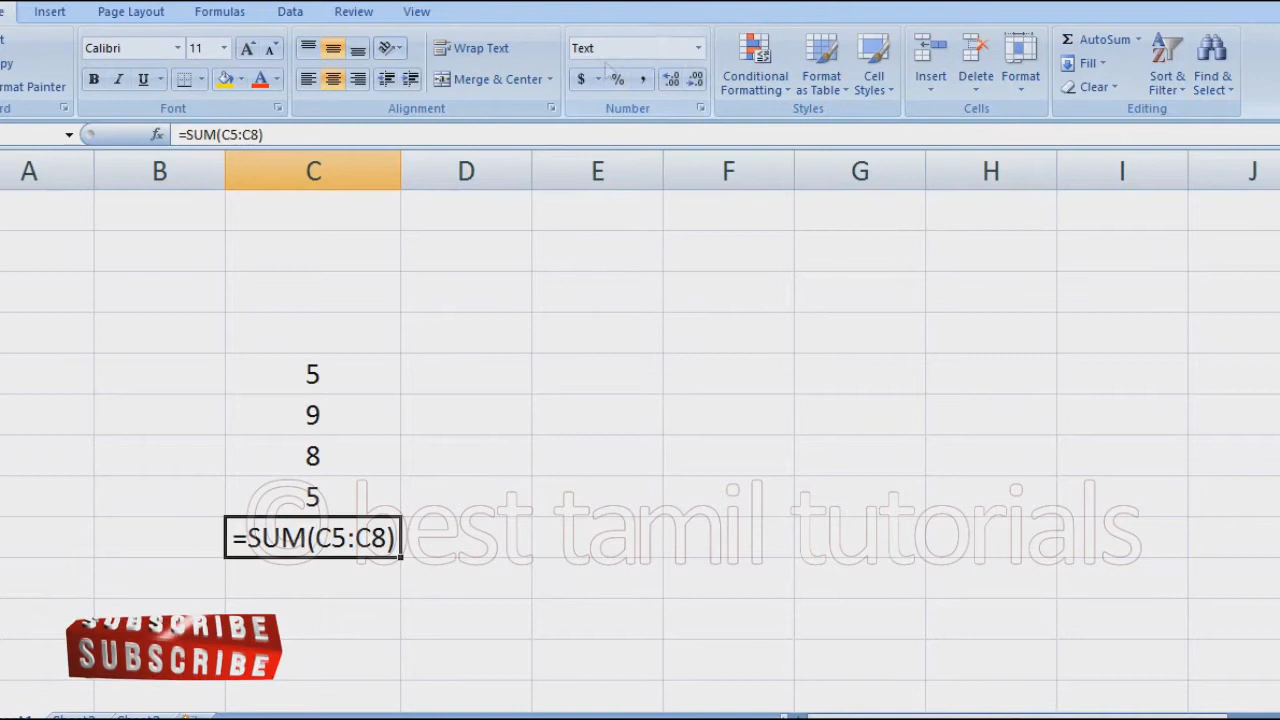 Insert Page Layout Formulas Data Review View
Calibri 11 Wrap Text Text Conditional Formatting Format as Table Cell Styles Insert Delete Format Σ AutoSum Sort & Filter Find & Select
B I U A Merge & Center $ % , Fill
Format Painter Clear
Font Alignment Number Styles Cells Editing
fx =SUM(C5:C8)
A B C D E F G H I J
5
9
8
5
=SUM(C5:C8)
© best tamil tutorials
SUBSCRIBE
SUBSCRIBE